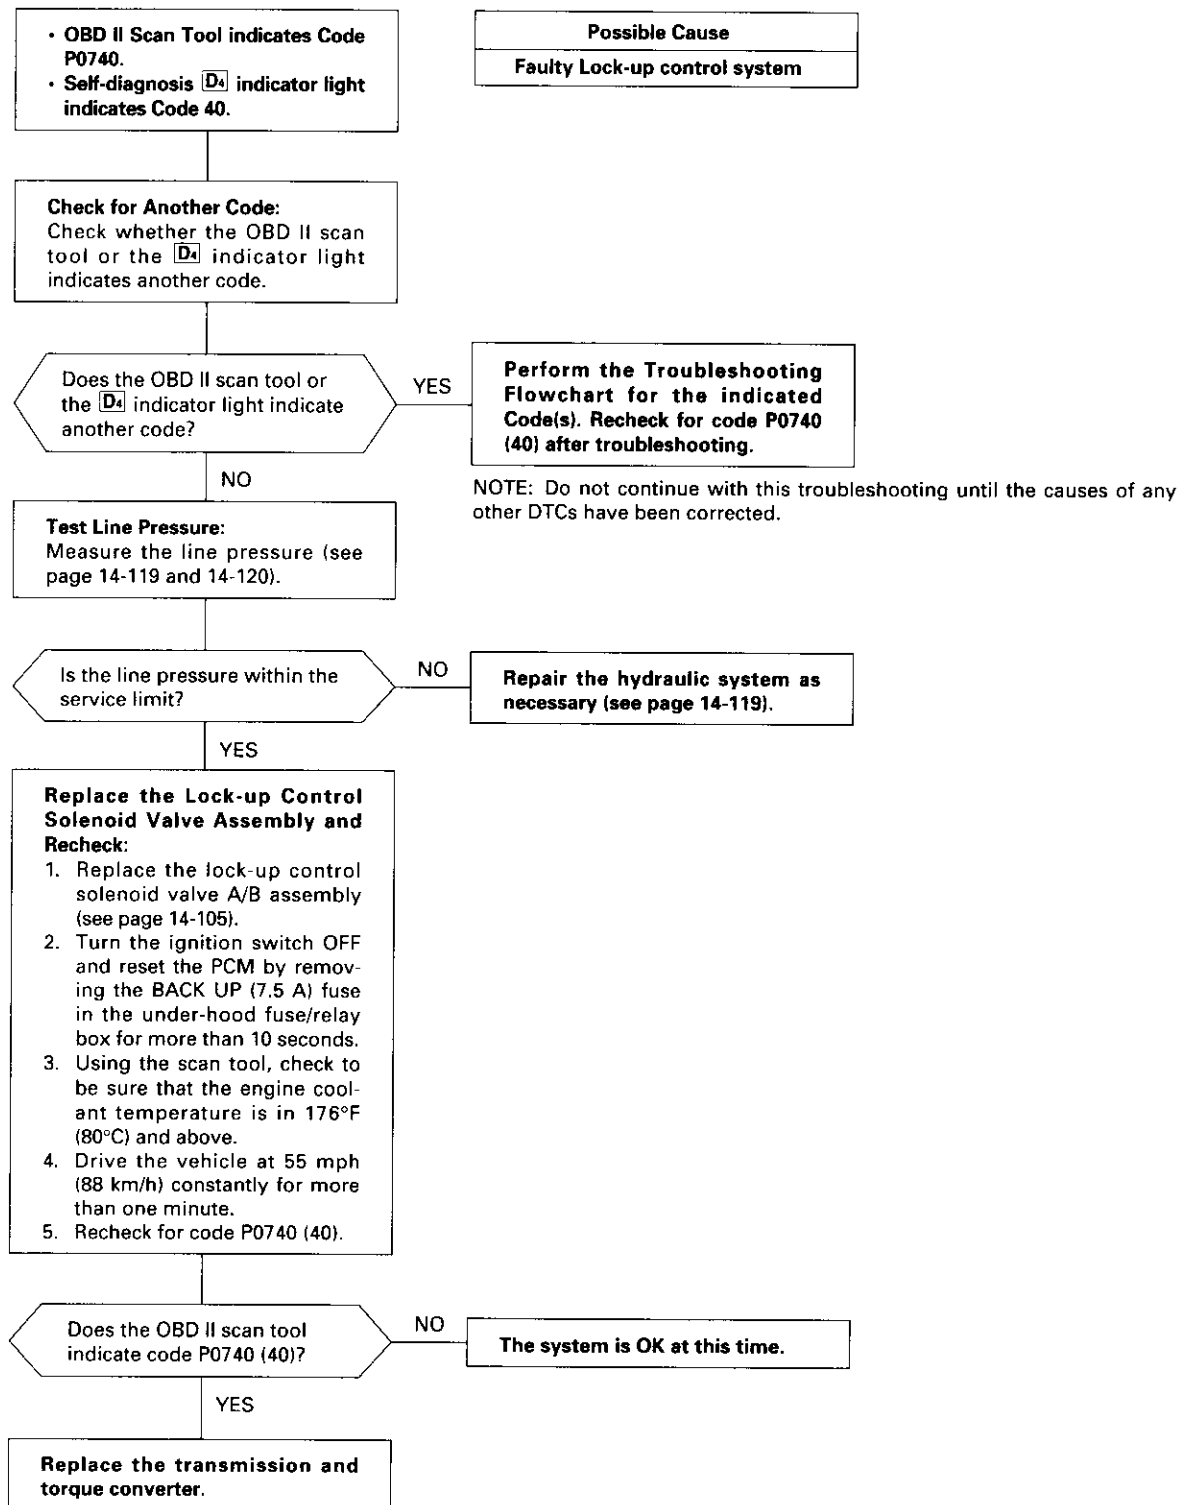 • OBD II Scan Tool indicates Code
P0740.
• Self-diagnosis D4 indicator light
indicates Code 40.
Possible Cause
Faulty Lock-up control system
Check for Another Code:
Check whether the OBD II scan
tool or the D4 indicator light
indicates another code.
Does the OBD II scan tool or
the D4 indicator light indicate
another code?
YES
Perform the Troubleshooting
Flowchart for the indicated
Code(s). Recheck for code P0740
(40) after troubleshooting.
NO
NOTE: Do not continue with this troubleshooting until the causes of any
other DTCs have been corrected.
Test Line Pressure:
Measure the line pressure (see
page 14-119 and 14-120).
Is the line pressure within the
service limit?
NO
Repair the hydraulic system as
necessary (see page 14-119).
YES
Replace the Lock-up Control
Solenoid Valve Assembly and
Recheck:
1. Replace the lock-up control
solenoid valve A/B assembly
(see page 14-105).
2. Turn the ignition switch OFF
and reset the PCM by remov-
ing the BACK UP (7.5 A) fuse
in the under-hood fuse/relay
box for more than 10 seconds.
3. Using the scan tool, check to
be sure that the engine cool-
ant temperature is in 176°F
(80°C) and above.
4. Drive the vehicle at 55 mph
(88 km/h) constantly for more
than one minute.
5. Recheck for code P0740 (40).
Does the OBD II scan tool
indicate code P0740 (40)?
NO
The system is OK at this time.
YES
Replace the transmission and
torque converter.